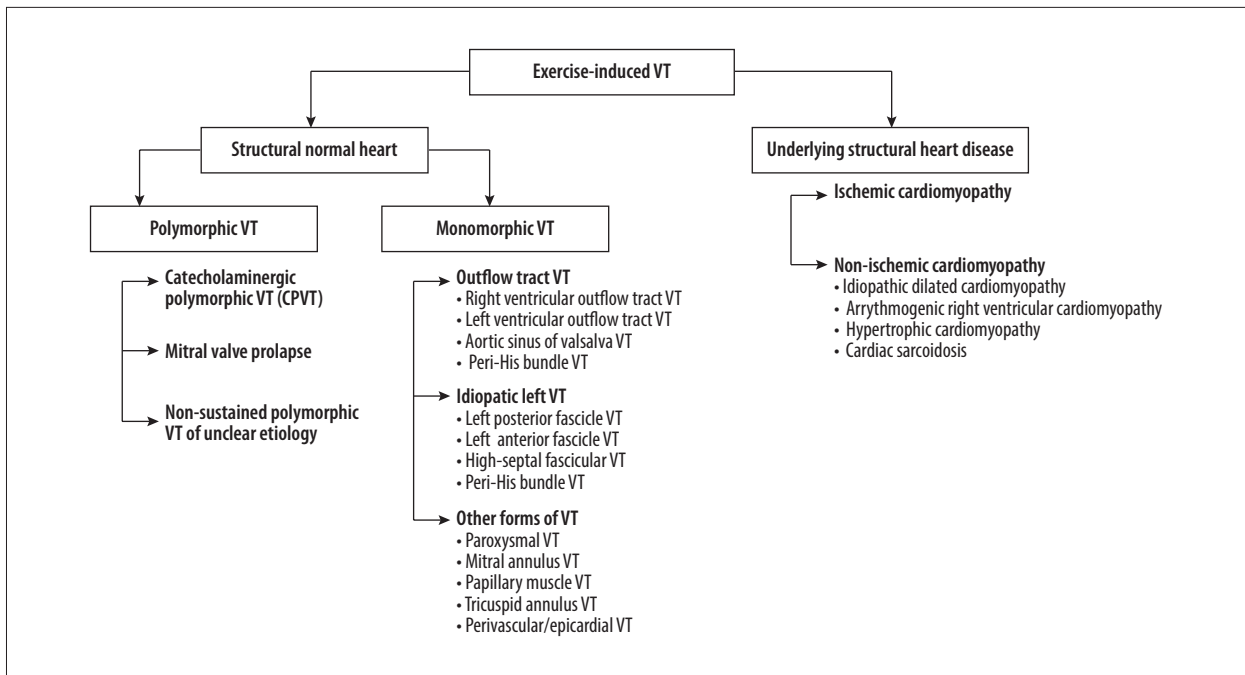 Exercise-induced VT
Structural normal heart
Underlying structural heart disease
Polymorphic VT
Catecholaminergic
polymorphic VT (CPVT)
Mitral valve prolapse
Non-sustained polymorphic
VT of unclear etiology
Monomorphic VT
Outflow tract VT
• Right ventricular outflow tract VT
• Left ventricular outflow tract VT
• Aortic sinus of valsalva VT
• Peri-His bundle VT
Idiopatic left VT
• Left posterior fascicle VT
• Left anterior fascicle VT
• High-septal fascicular VT
• Peri-His bundle VT
Other forms of VT
• Paroxysmal VT
• Mitral annulus VT
• Papillary muscle VT
• Tricuspid annulus VT
• Perivascular/epicardial VT
Ischemic cardiomyopathy
Non-ischemic cardiomyopathy
• Idiopathic dilated cardiomyopathy
• Arrythmogenic right ventricular cardiomyopathy
• Hypertrophic cardiomyopathy
• Cardiac sarcoidosis